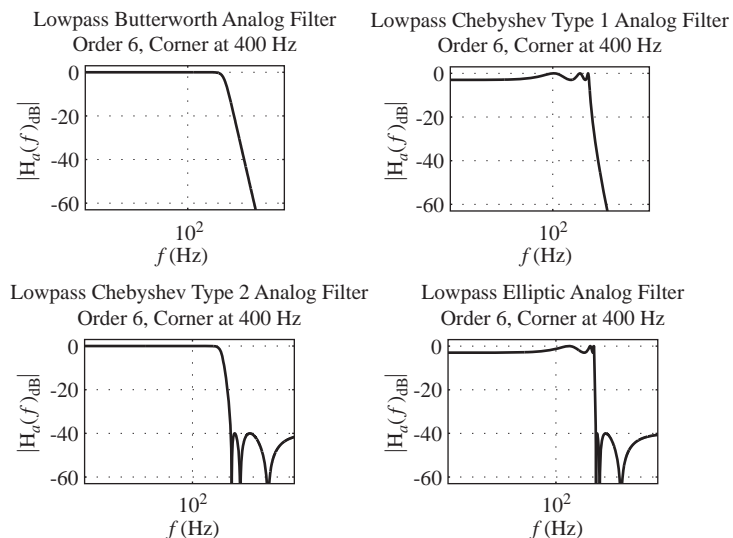 Lowpass Butterworth Analog Filter
Order 6, Corner at 400 Hz
0
-20
-40
-60
|Hₐ(f)dB|
10²
f (Hz)
Lowpass Chebyshev Type 1 Analog Filter
Order 6, Corner at 400 Hz
0
-20
-40
-60
|Hₐ(f)dB|
10²
f (Hz)
Lowpass Chebyshev Type 2 Analog Filter
Order 6, Corner at 400 Hz
0
-20
-40
-60
|Hₐ(f)dB|
10²
f (Hz)
Lowpass Elliptic Analog Filter
Order 6, Corner at 400 Hz
0
-20
-40
-60
|Hₐ(f)dB|
10²
f (Hz)